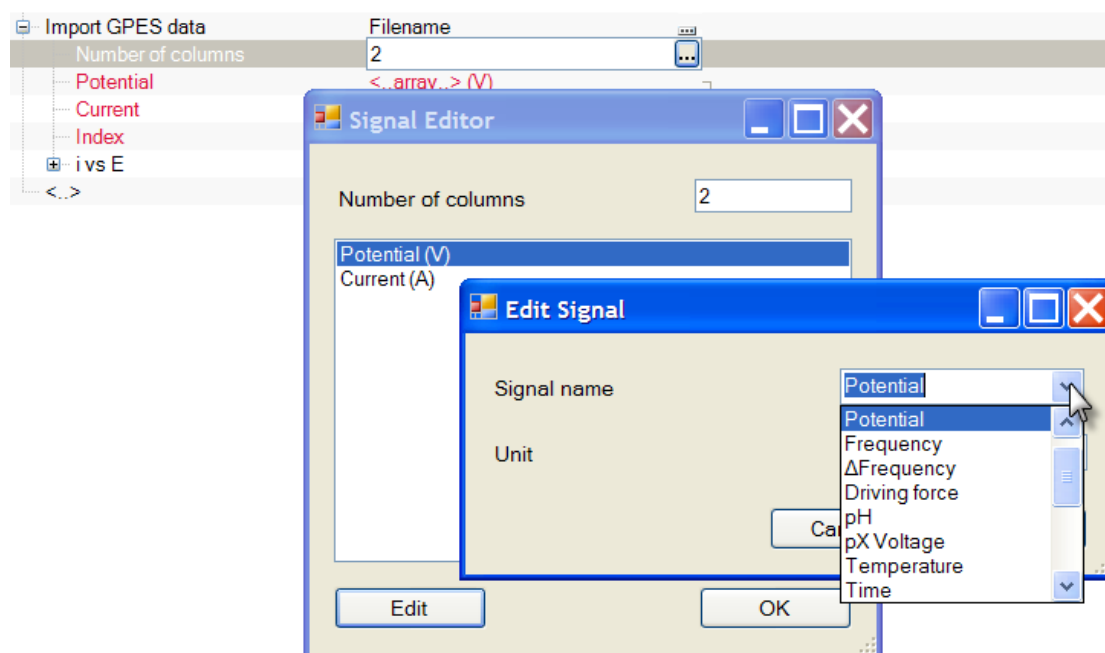 Import GPES data Filename
Number of columns 2 ...
Potential <..array..> (V)
Current
Index
i vs E
<..>
Signal Editor
Number of columns 2
Potential (V)
Current (A)
Edit Signal
Signal name Potential
Potential
Frequency
Unit
ΔFrequency
Driving force
pH
pX Voltage
Temperature
Time
Edit OK